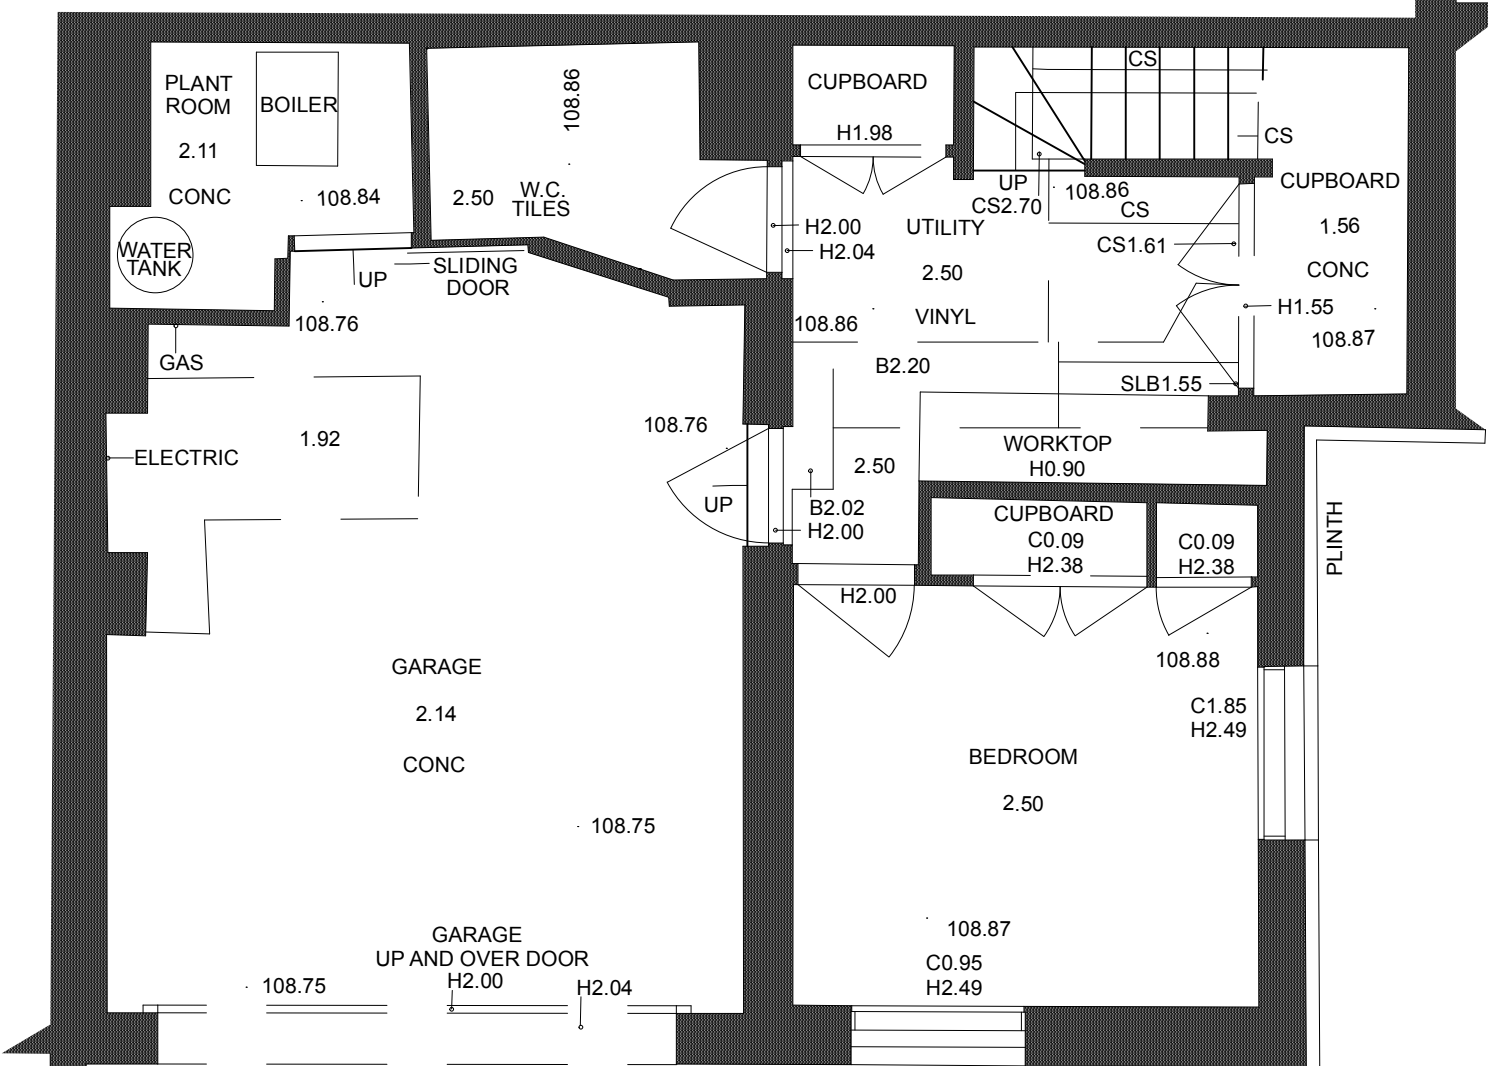 PLANT
ROOM
2.11
CONC
BOILER
108.84
WATER
TANK
UP
108.76
GAS
ELECTRIC
1.92
SLIDING
DOOR
2.50
W.C.
TILES
108.86
CUPBOARD
H1.98
H2.00
H2.04
UTILITY
2.50
VINYL
108.86
B2.20
UP
CS2.70
108.86
CS
CS
CS
CS1.61
CUPBOARD
1.56
CONC
H1.55
108.87
SLB1.55
WORKTOP
H0.90
2.50
B2.02
H2.00
108.76
UP
CUPBOARD
C0.09
H2.38
C0.09
H2.38
PLINTH
H2.00
108.88
C1.85
H2.49
BEDROOM
2.50
108.87
C0.95
H2.49
GARAGE
2.14
CONC
108.75
GARAGE
UP AND OVER DOOR
H2.00
H2.04
108.75